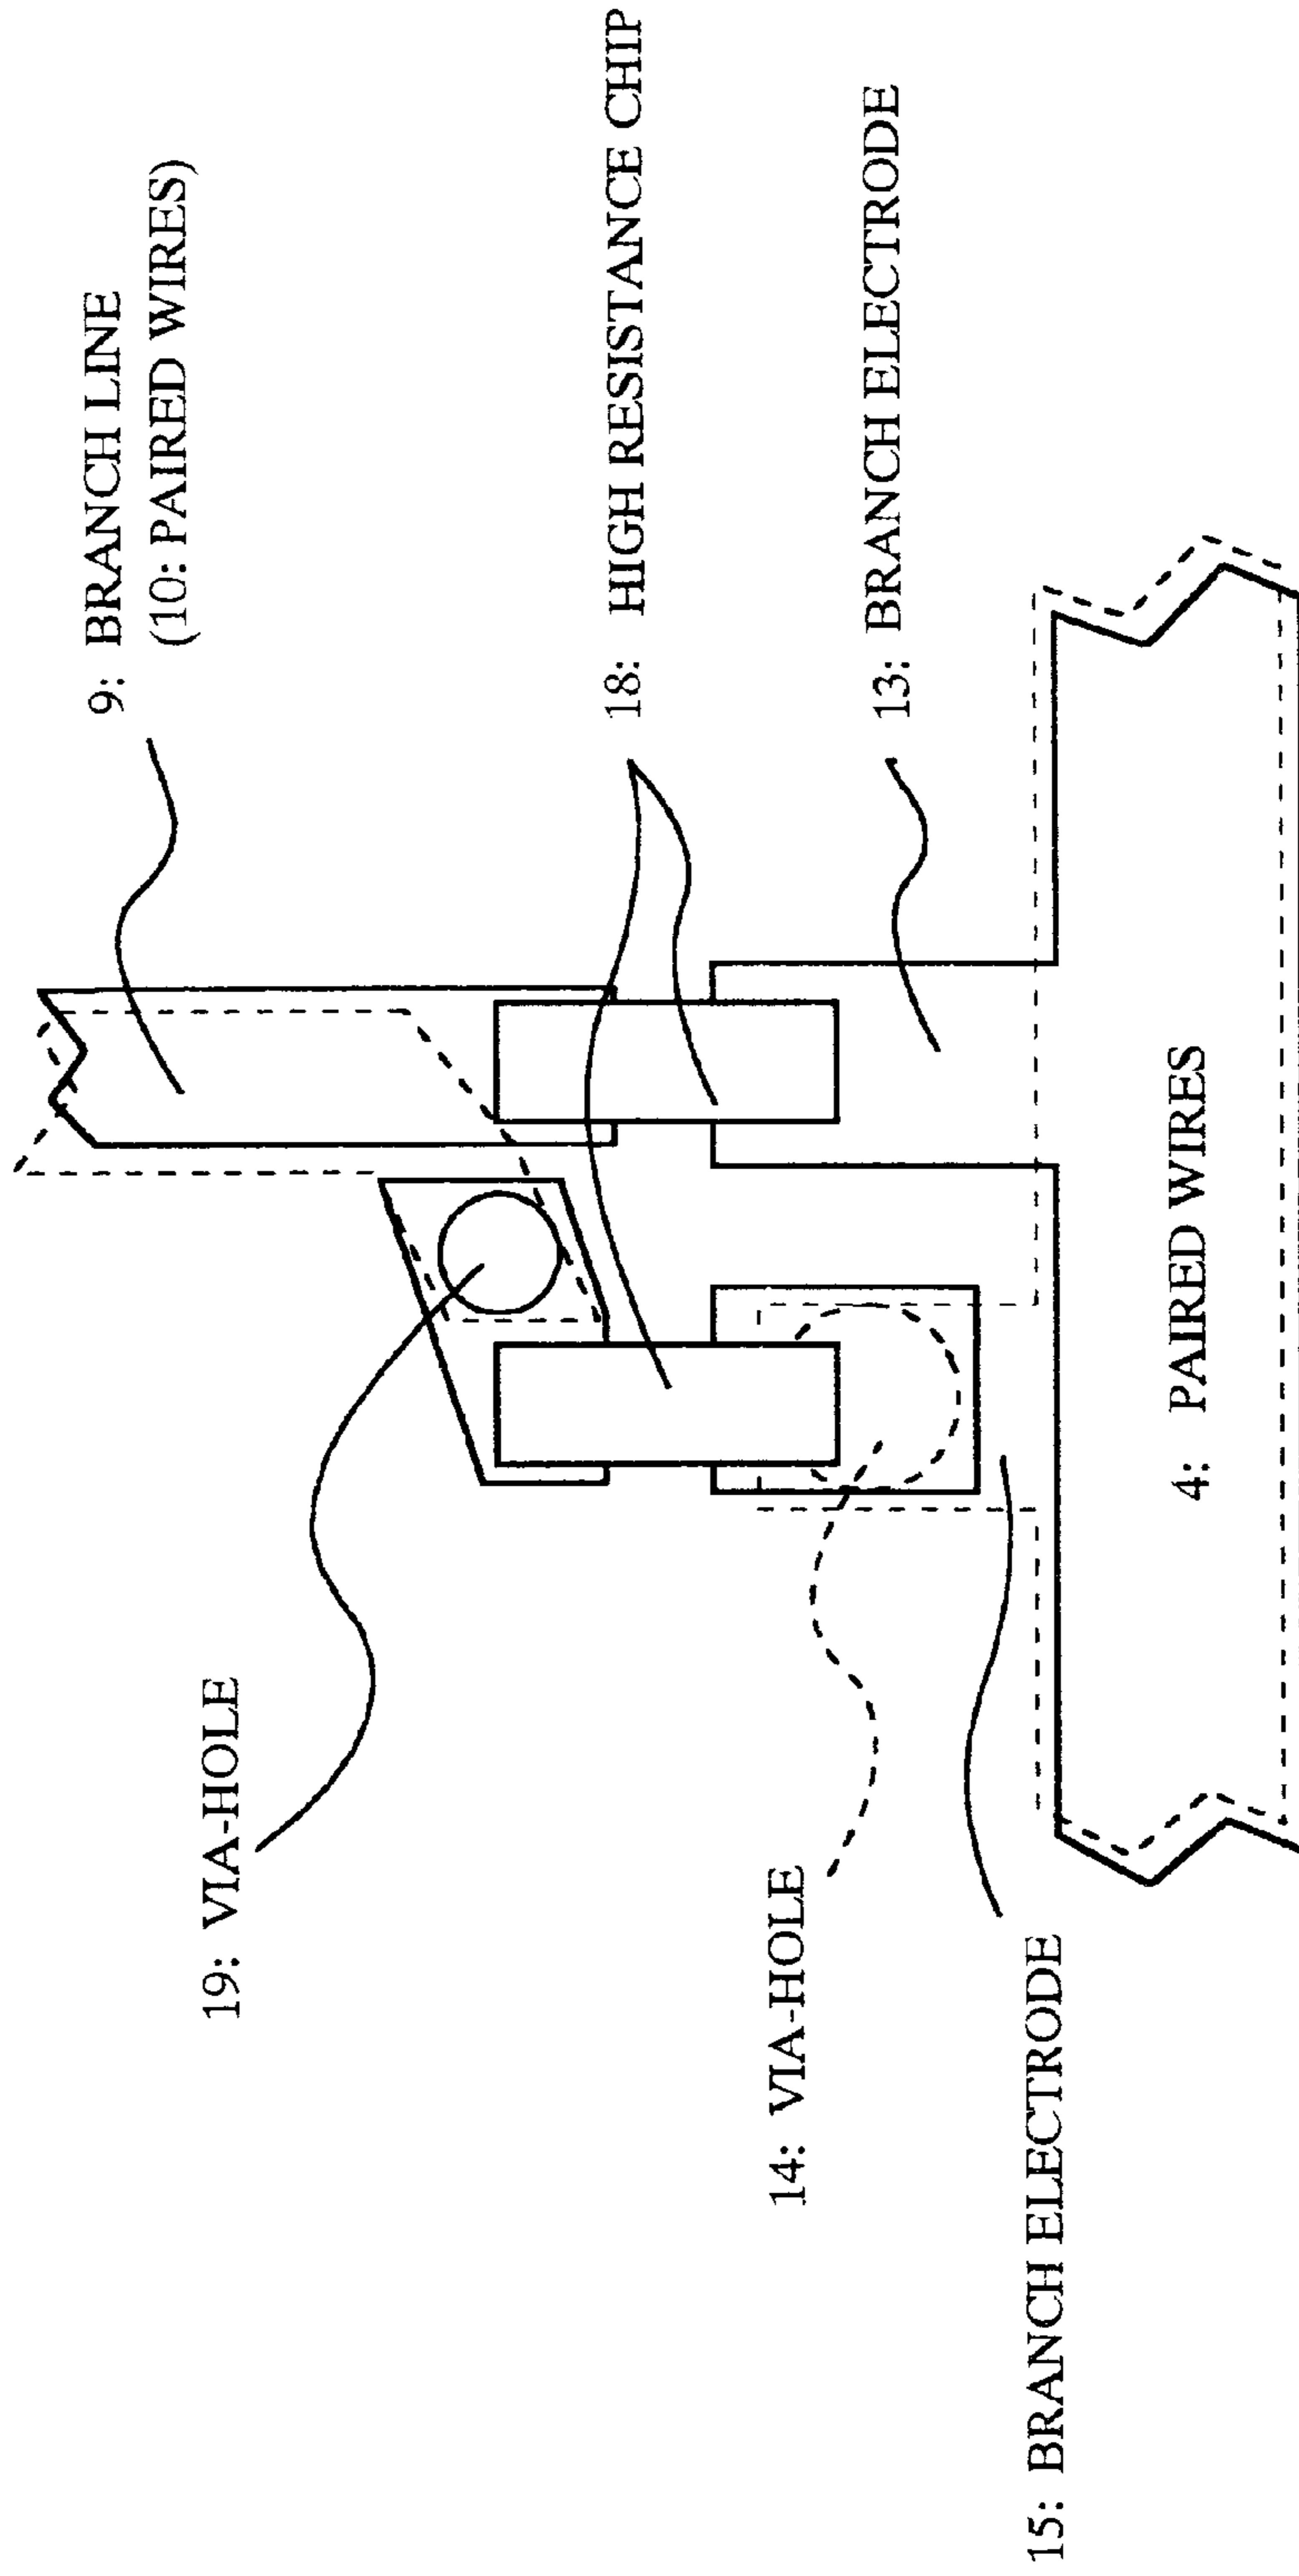 9: BRANCH LINE
(10: PAIRED WIRES)
19: VIA-HOLE
18: HIGH RESISTANCE CHIP
14: VIA-HOLE
13: BRANCH ELECTRODE
15: BRANCH ELECTRODE
4: PAIRED WIRES